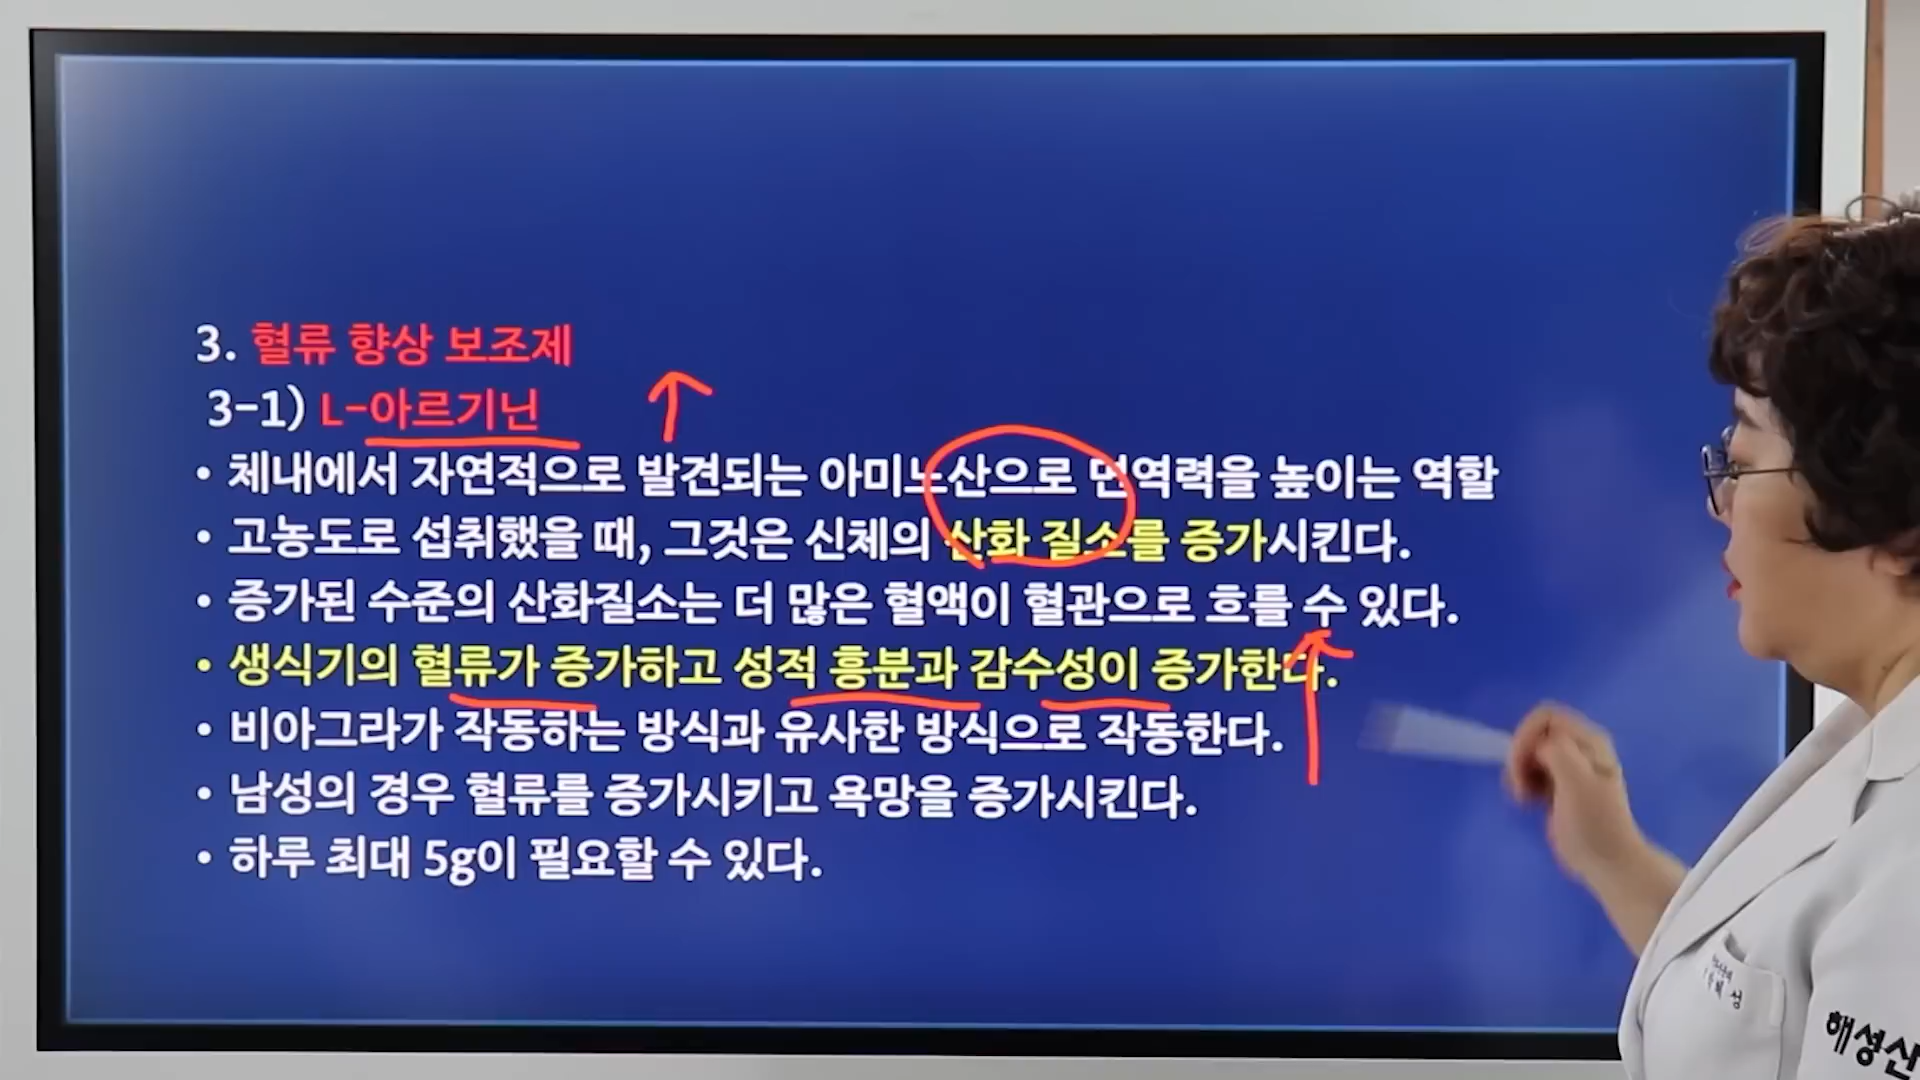 3. 혈류 향상 보조제
3-1) L-아르기닌
• 체내에서 자연적으로 발견되는 아미노산으로 면역력을 높이는 역할
• 고농도로 섭취했을 때, 그것은 신체의 산화 질소를 증가시킨다.
• 증가된 수준의 산화질소는 더 많은 혈액이 혈관으로 흐를 수 있다.
• 생식기의 혈류가 증가하고 성적 흥분과 감수성이 증가한다.
• 비아그라가 작동하는 방식과 유사한 방식으로 작동한다.
• 남성의 경우 혈류를 증가시키고 욕망을 증가시킨다.
• 하루 최대 5g이 필요할 수 있다.
해성산